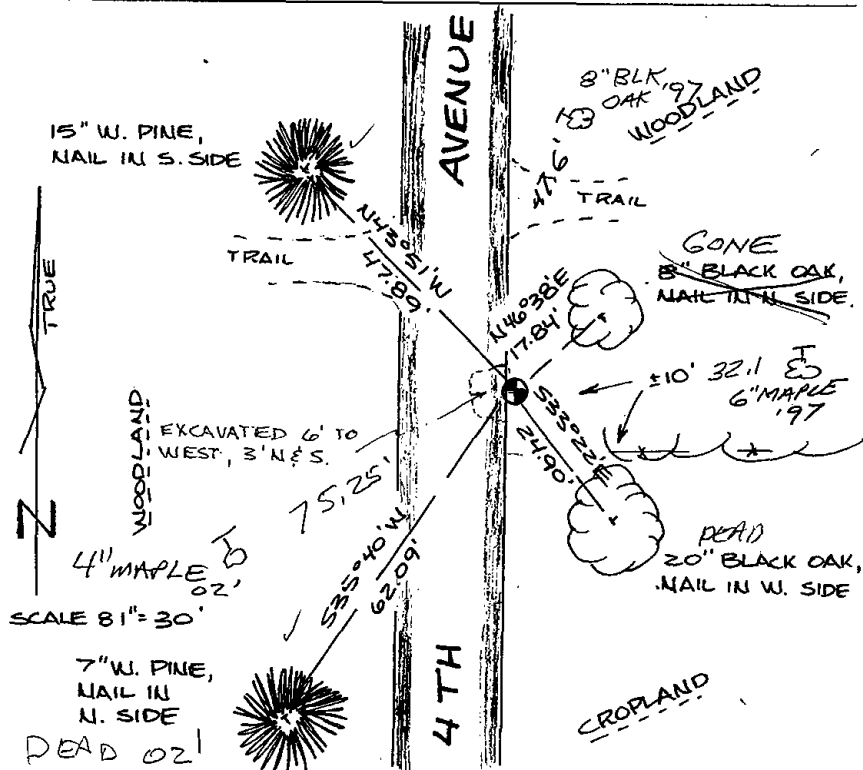 AVENUE
8" BLK
OAK '97
WOODLAND
47.6'
15" W. PINE,
NAIL IN S. SIDE
TRAIL
TRAIL
TRUE
N43°51'W
47.89'
GONE
8" BLACK OAK,
NAIL IN N. SIDE.
N46°38'E
17.84'
±10' 32.1
6" MAPLE
'97
S33°22'E
24.90'
WOODLAND
EXCAVATED 6' TO
WEST, 3' N & S.
75.25'
4" MAPLE
02'
N
S35°40'W
62.09'
DEAD
20" BLACK OAK,
NAIL IN W. SIDE
SCALE 81"=30'
7" W. PINE,
NAIL IN
N. SIDE
DEAD 02'
4TH
CROPLAND